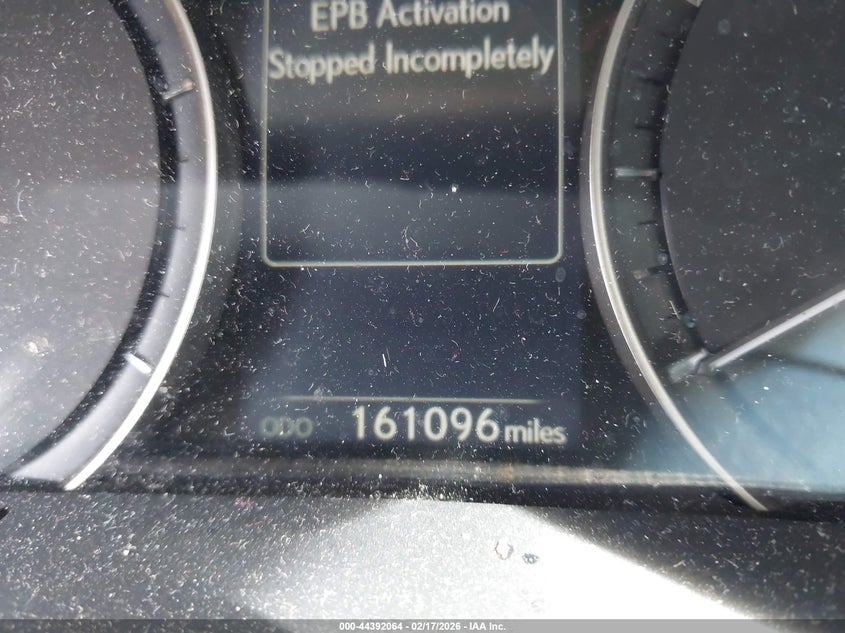 EPB Activation
Stopped Incompletely
ODO 161096 miles
000-44392064 - 02/17/2026 - IAA Inc.